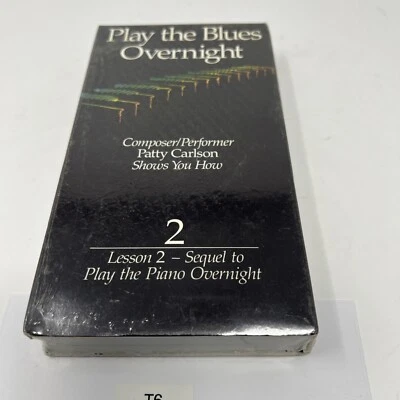 Play the Blues
Overnight
Composer/Performer
Patty Carlson
Shows You How
2
Lesson 2 – Sequel to
Play the Piano Overnight
T6